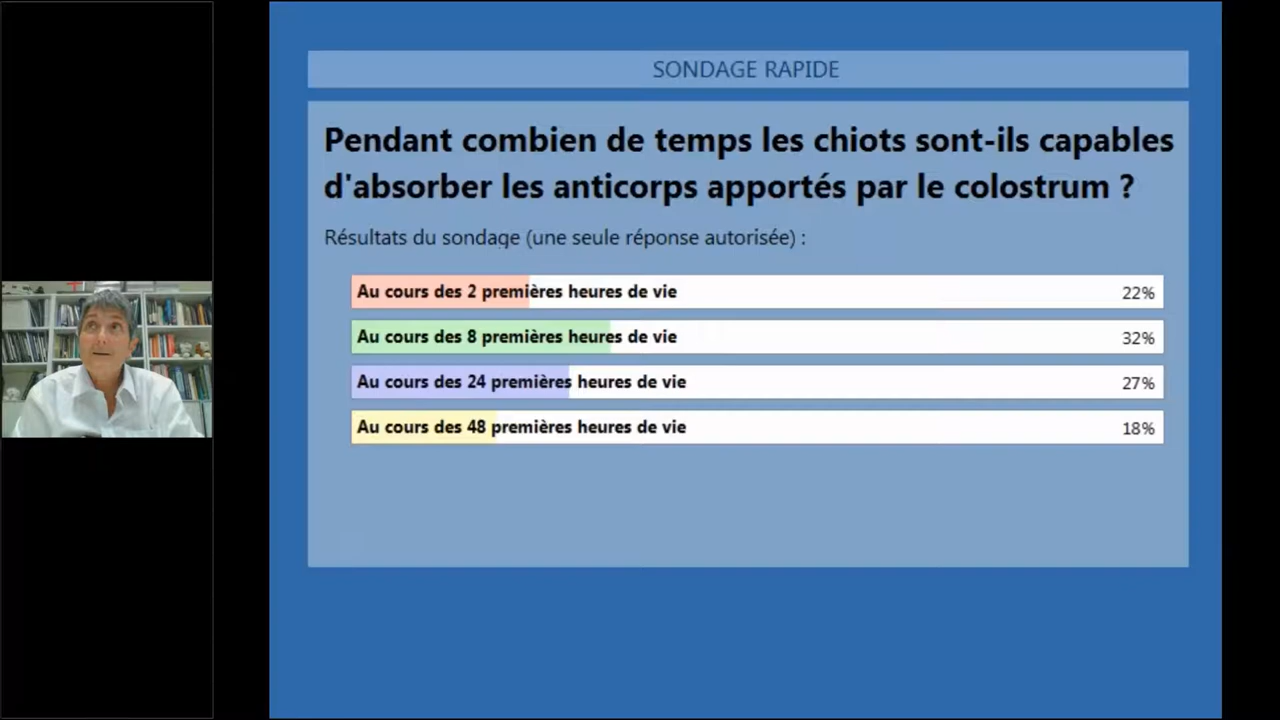 SONDAGE RAPIDE
Pendant combien de temps les chiots sont-ils capables
d'absorber les anticorps apportés par le colostrum ?
Résultats du sondage (une seule réponse autorisée) :
Au cours des 2 premières heures de vie 22%
Au cours des 8 premières heures de vie 32%
Au cours des 24 premières heures de vie 27%
Au cours des 48 premières heures de vie 18%